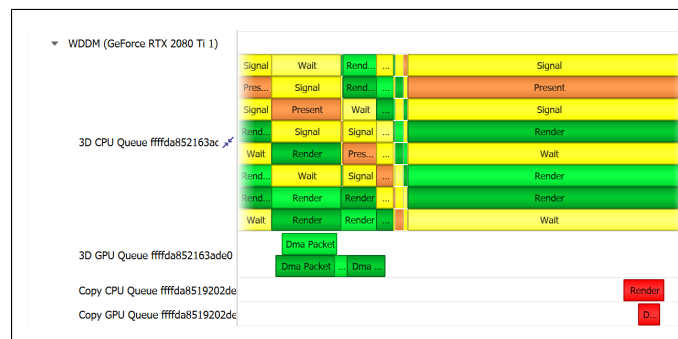 WDDM (GeForce RTX 2080 Ti 1)
Signal Wait Rend... ... Signal
Pres... Signal Rend... ... Present
Signal Present Wait ... Signal
3D CPU Queue ffffda852163ac
Rend... Signal Signal ... Render
Wait Render Pres... ... Wait
Rend... Wait Signal ... Render
Rend... Render Render ... Render
Wait Render Render ... Wait
Dma Packet
3D GPU Queue ffffda852163ade0
Dma Packet ... Dma ...
Copy CPU Queue ffffda8519202de Render
Copy GPU Queue ffffda8519202de D...